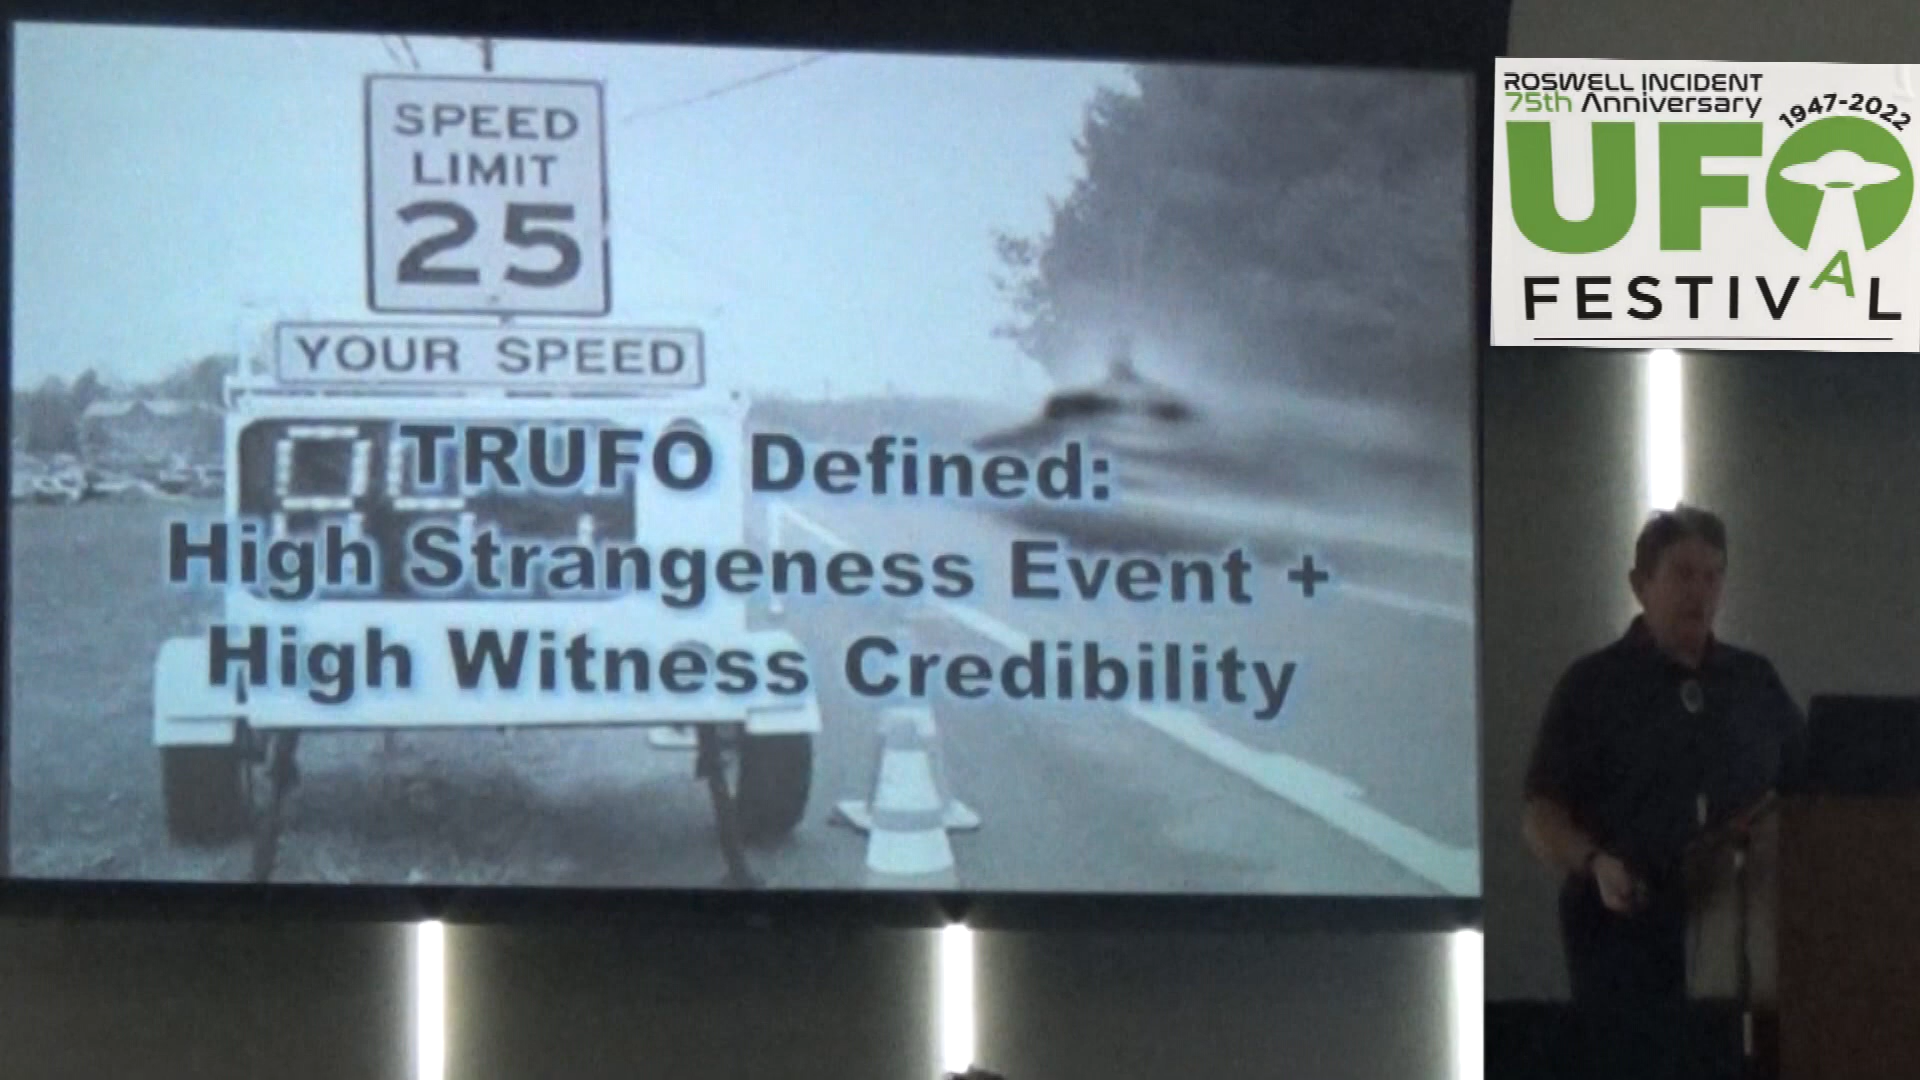 SPEED
LIMIT
25
YOUR SPEED
TRUFO Defined:
High Strangeness Event +
High Witness Credibility
ROSWELL INCIDENT
75th Anniversary
1947-2022
UFO
FESTIVAL